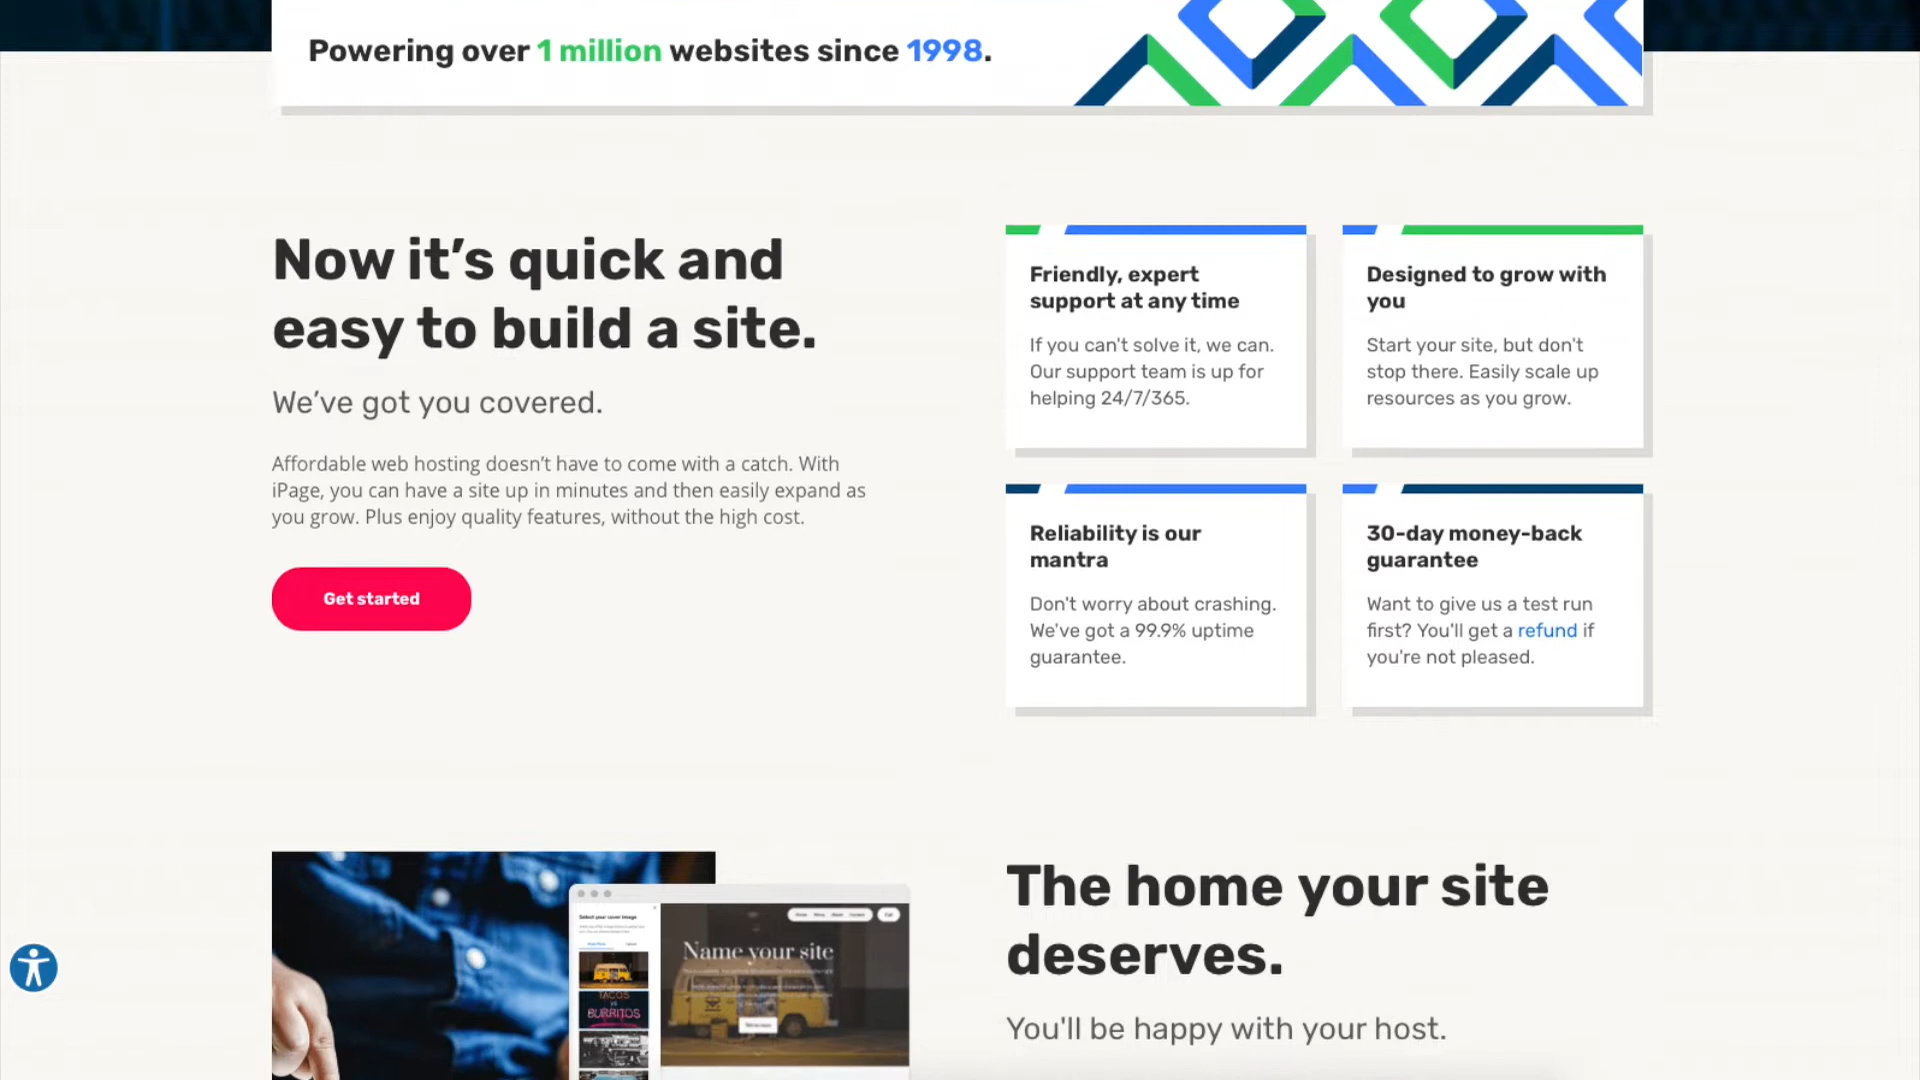 Powering over 1 million websites since 1998.
Now it’s quick and
easy to build a site.
We’ve got you covered.
Affordable web hosting doesn’t have to come with a catch. With
iPage, you can have a site up in minutes and then easily expand as
you grow. Plus enjoy quality features, without the high cost.
Get started
Friendly, expert
support at any time
If you can't solve it, we can.
Our support team is up for
helping 24/7/365.
Designed to grow with
you
Start your site, but don't
stop there. Easily scale up
resources as you grow.
Reliability is our
mantra
Don't worry about crashing.
We've got a 99.9% uptime
guarantee.
30-day money-back
guarantee
Want to give us a test run
first? You'll get a refund if
you're not pleased.
Select your cover image
Name your site
TACOS
BURRITOS
The home your site
deserves.
You'll be happy with your host.